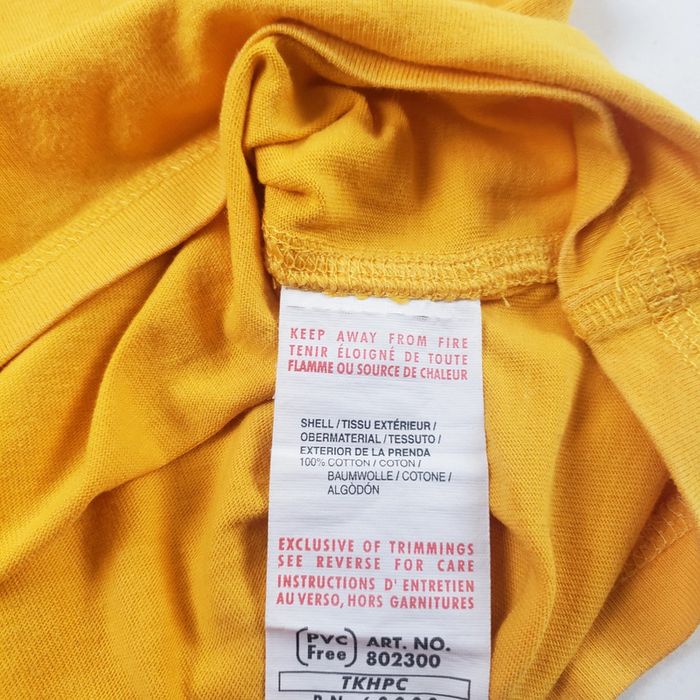 KEEP AWAY FROM FIRE
TENIR ÉLOIGNÉ DE TOUTE
FLAMME OU SOURCE DE CHALEUR
SHELL / TISSU EXTÉRIEUR /
OBERMATERIAL / TESSUTO /
EXTERIOR DE LA PRENDA
100% COTTON / COTON /
BAUMWOLLE / COTONE /
ALGÒDÓN
EXCLUSIVE OF TRIMMINGS
SEE REVERSE FOR CARE
INSTRUCTIONS D' ENTRETIEN
AU VERSO, HORS GARNITURES
(PVC Free) ART. NO.
802300
TKHPC